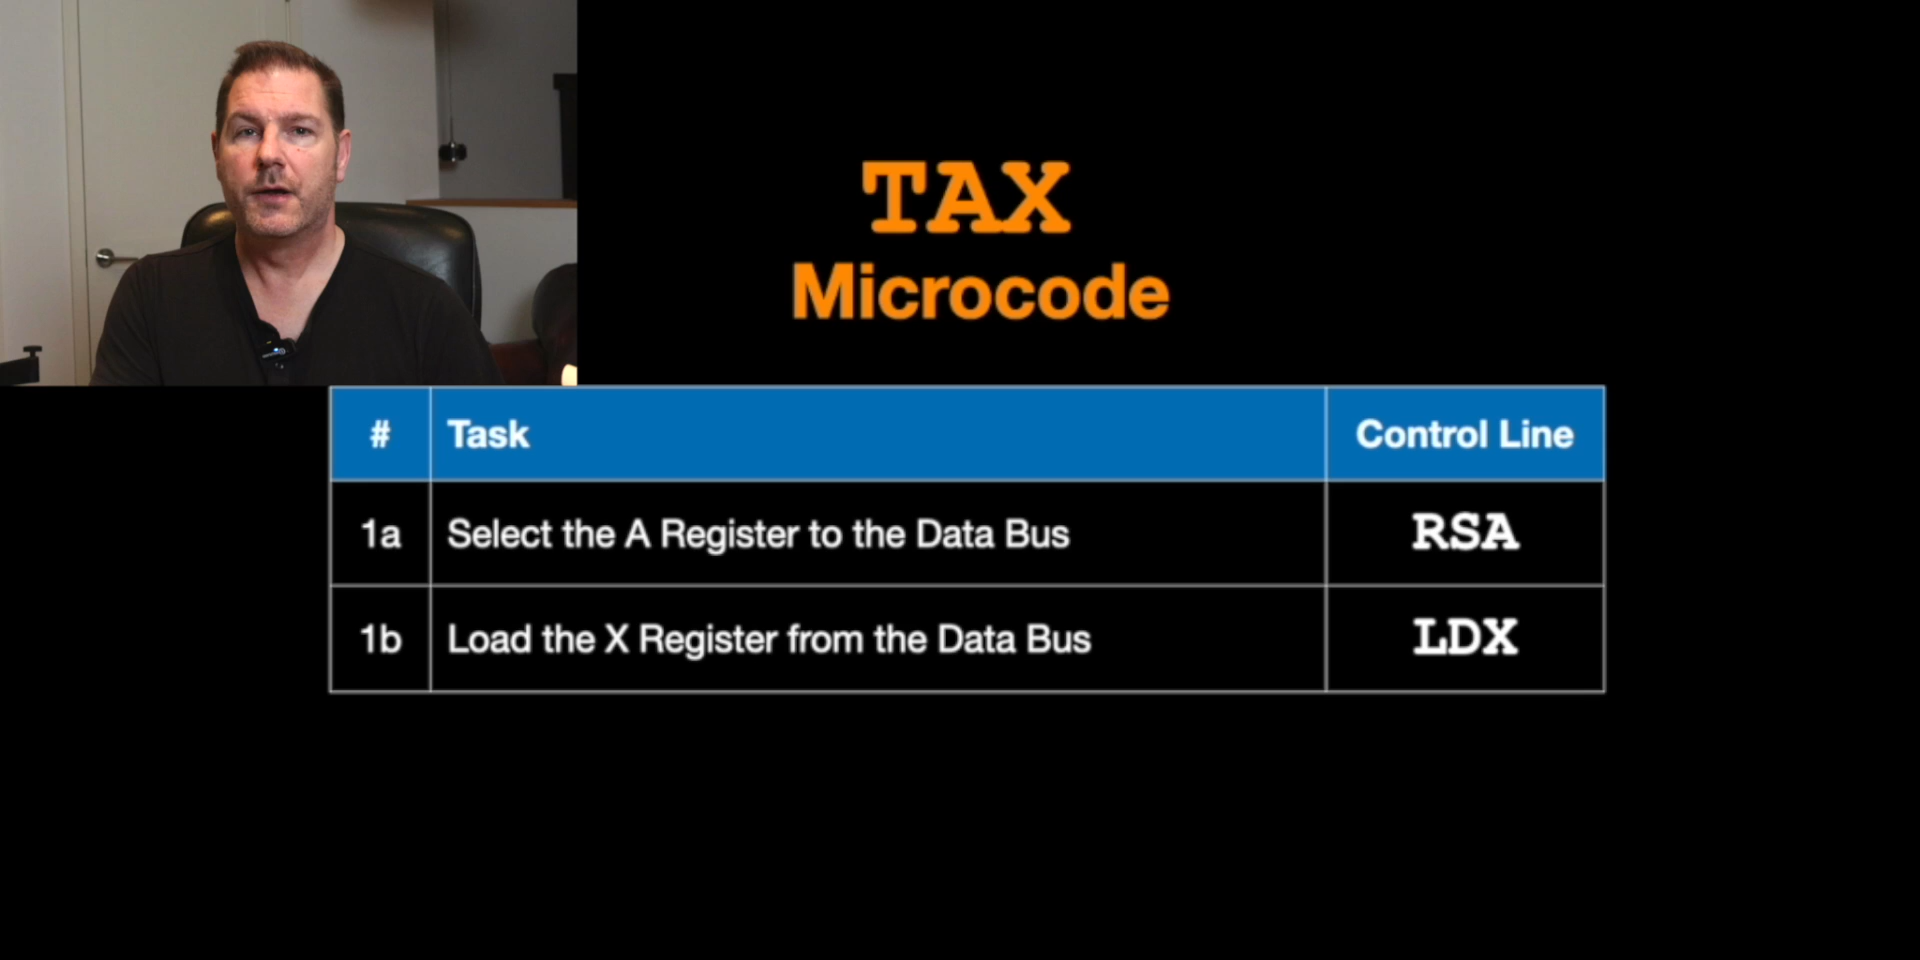 TAX
Microcode
# Task Control Line
1a Select the A Register to the Data Bus RSA
1b Load the X Register from the Data Bus LDX